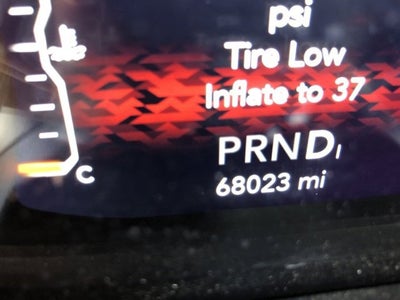 psi
Tire Low
Inflate to 37
PRND
68023 mi
C